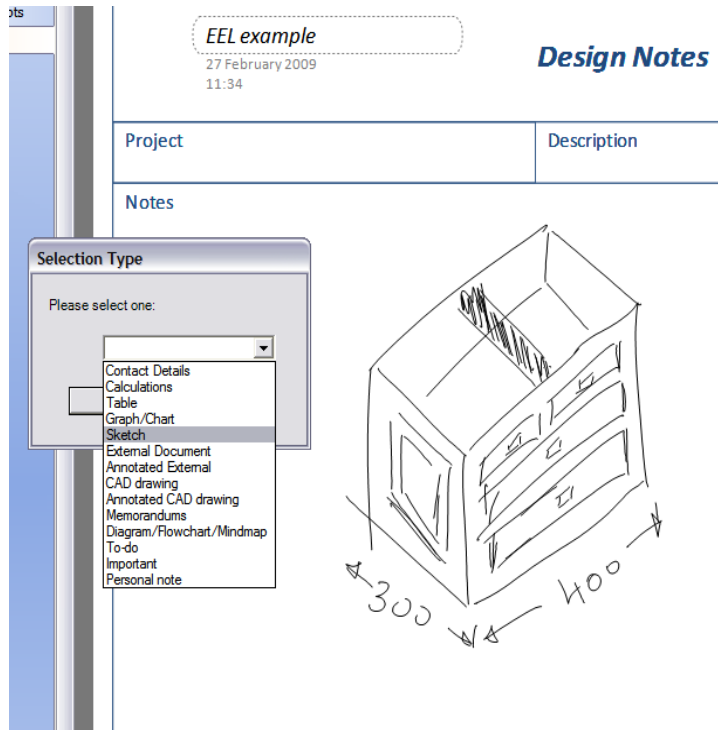 EEL example
27 February 2009
11:34
Design Notes
Project
Description
Notes
Selection Type
Please select one:
Contact Details
Calculations
Table
Graph/Chart
Sketch
External Document
Annotated External
CAD drawing
Annotated CAD drawing
Memorandums
Diagram/Flowchart/Mindmap
To-do
Important
Personal note
300
400